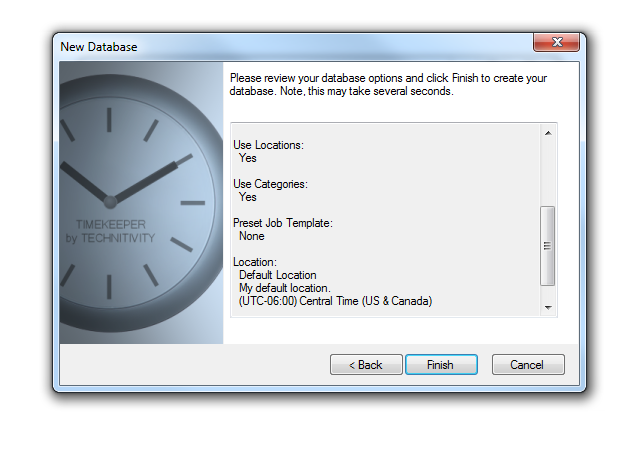 New Database
Please review your database options and click Finish to create your
database. Note, this may take several seconds.
TIMEKEEPER
by TECHNITIVITY
Use Locations:
Yes
Use Categories:
Yes
Preset Job Template:
None
Location:
Default Location
My default location.
(UTC-06:00) Central Time (US & Canada)
< Back
Finish
Cancel